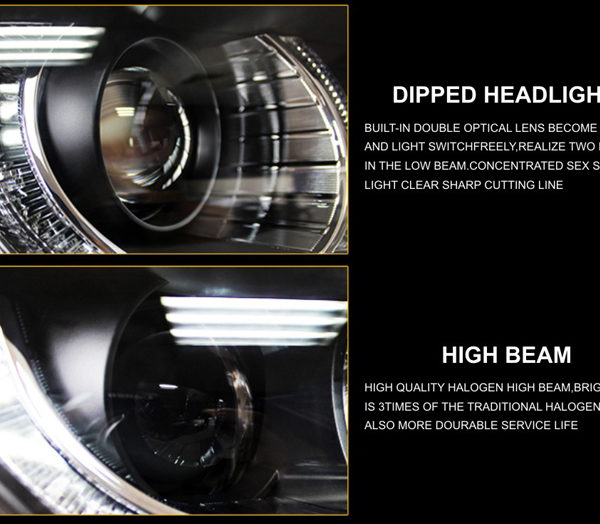 DIPPED HEADLIGH
BUILT-IN DOUBLE OPTICAL LENS BECOME
AND LIGHT SWITCHFREELY,REALIZE TWO
IN THE LOW BEAM.CONCENTRATED SEX S
LIGHT CLEAR SHARP CUTTING LINE
HIGH BEAM
HIGH QUALITY HALOGEN HIGH BEAM,BRIG
IS 3TIMES OF THE TRADITIONAL HALOGEN
ALSO MORE DOURABLE SERVICE LIFE